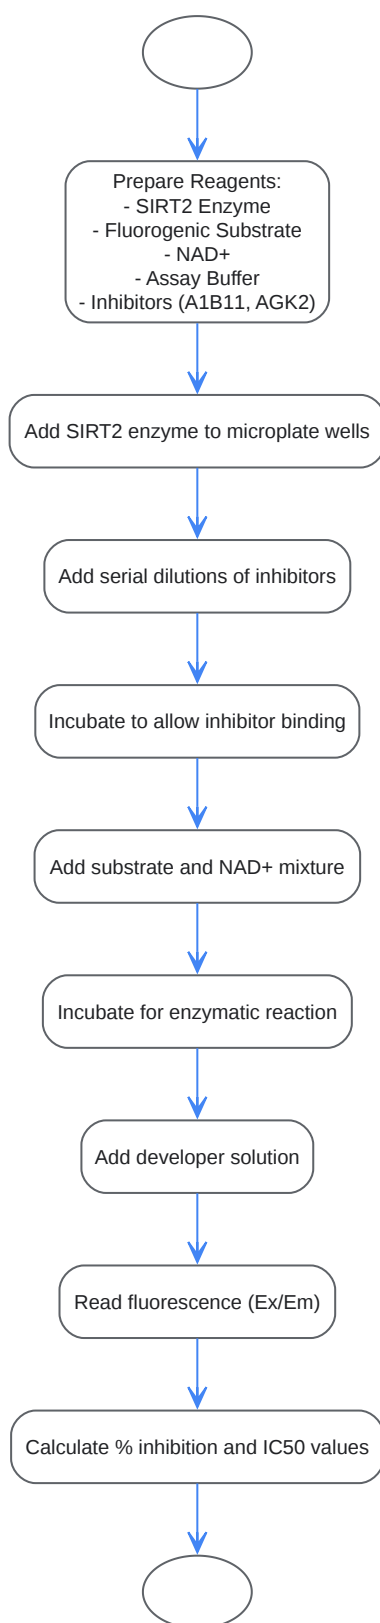 Prepare Reagents:
- SIRT2 Enzyme
- Fluorogenic Substrate
- NAD+
- Assay Buffer
- Inhibitors (A1B11, AGK2)
Add SIRT2 enzyme to microplate wells
Add serial dilutions of inhibitors
Incubate to allow inhibitor binding
Add substrate and NAD+ mixture
Incubate for enzymatic reaction
Add developer solution
Read fluorescence (Ex/Em)
Calculate % inhibition and IC50 values